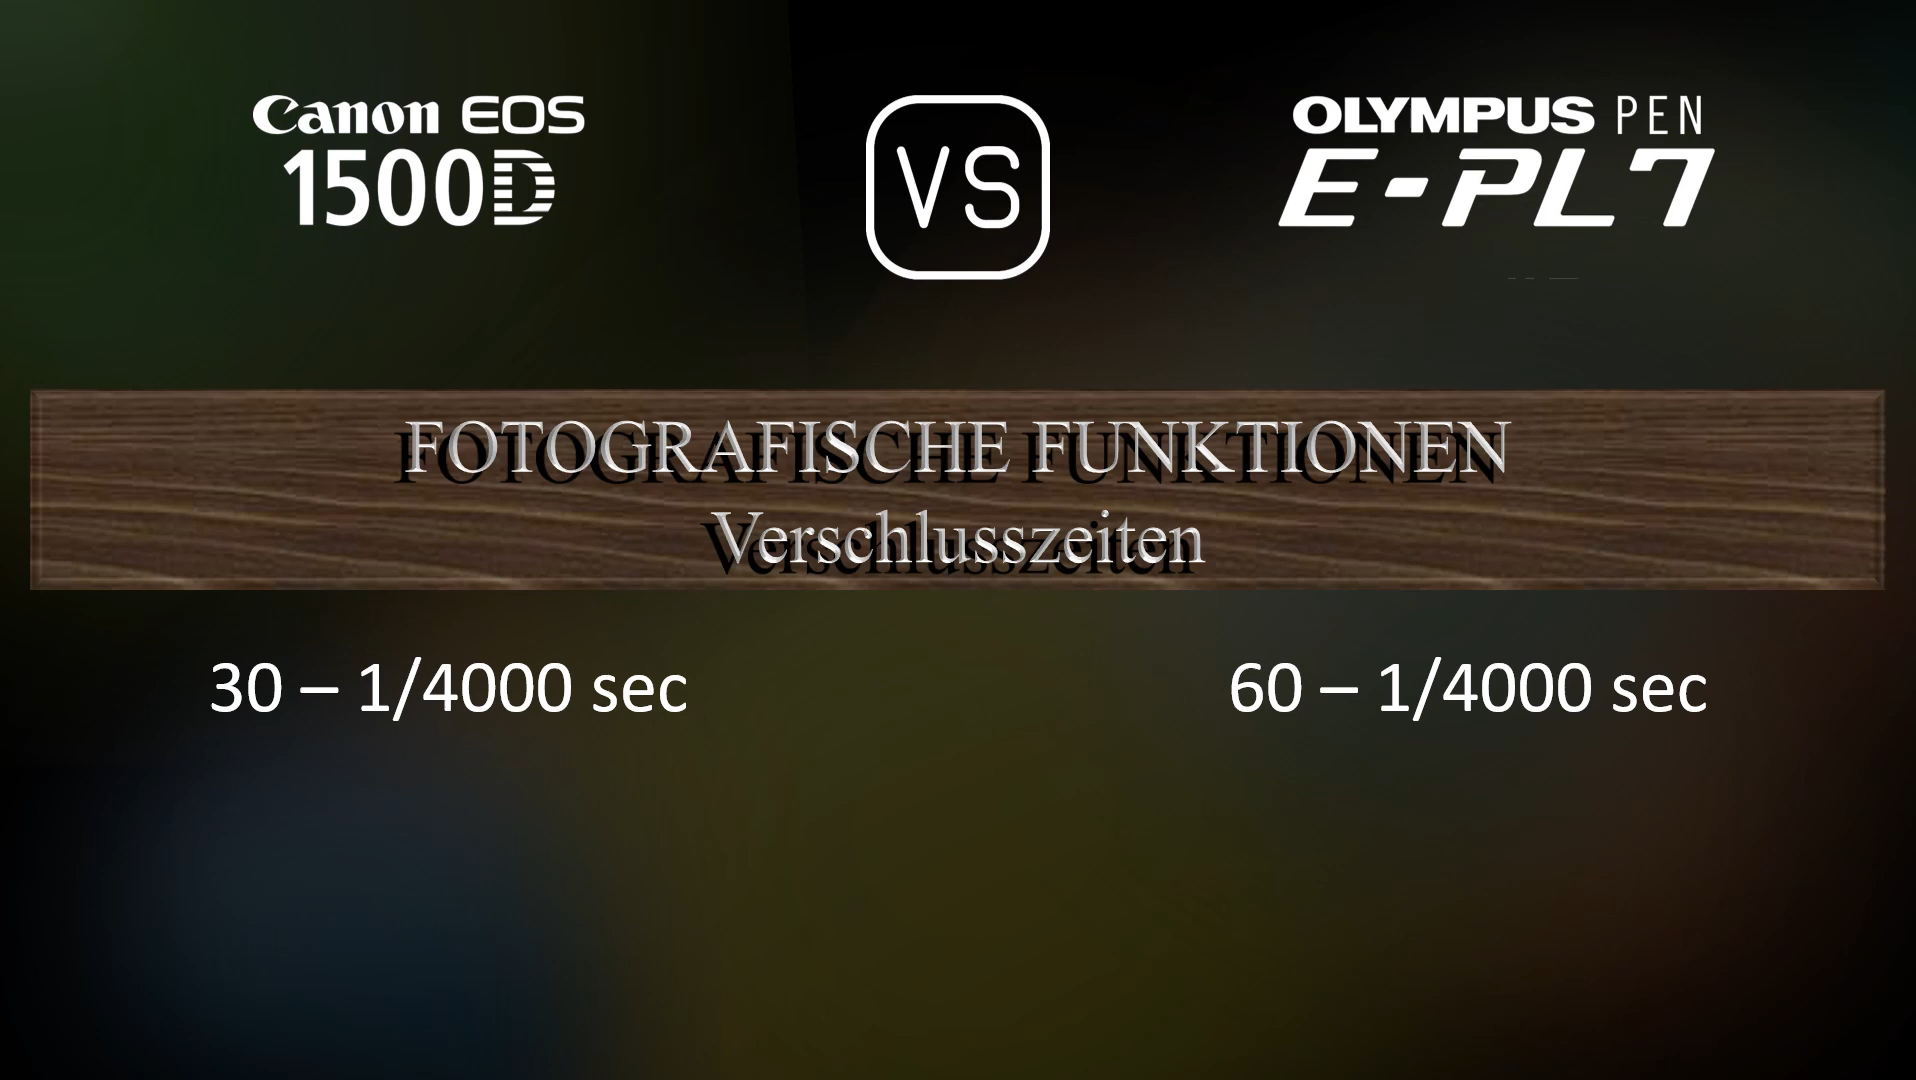 Canon EOS
1500D
VS
OLYMPUS PEN
E-PL7
FOTOGRAFISCHE FUNKTIONEN
Verschlusszeiten
30 – 1/4000 sec
60 – 1/4000 sec